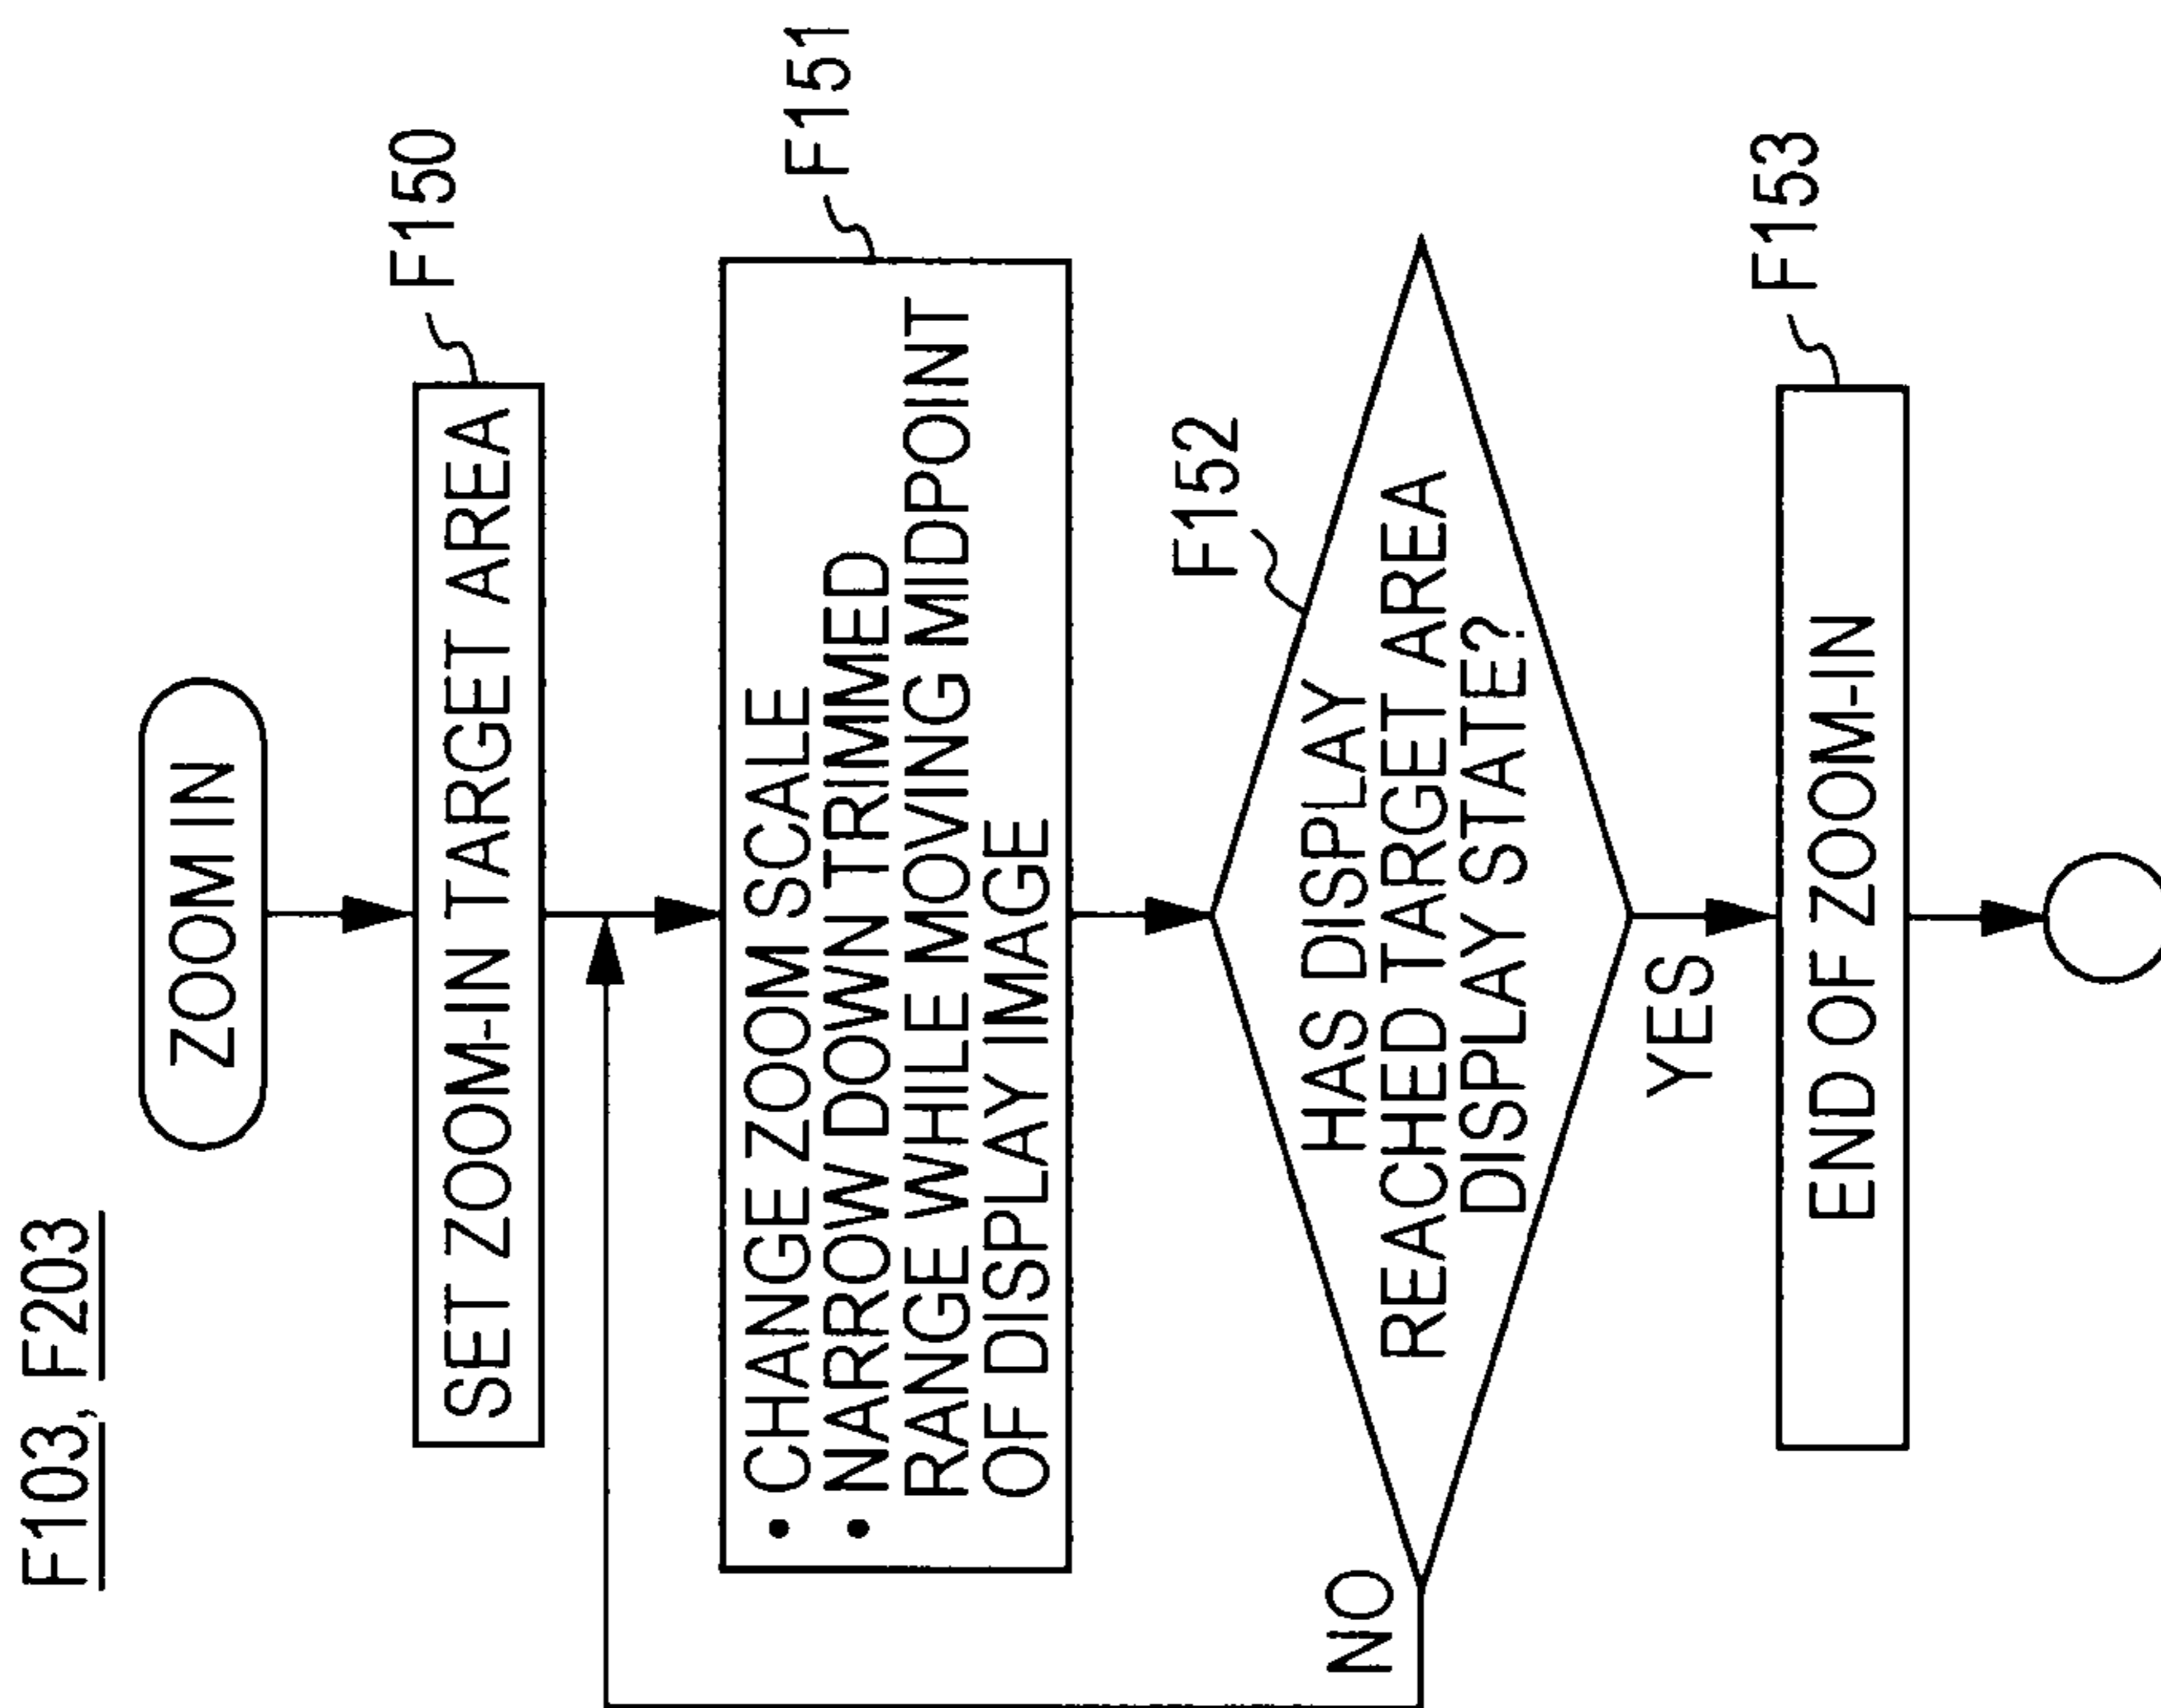 F103, F203
ZOOM IN
SET ZOOM-IN TARGET AREA
F150
• CHANGE ZOOM SCALE
• NARROW DOWN TRIMMED
RANGE WHILE MOVING MIDPOINT
OF DISPLAY IMAGE
F151
HAS DISPLAY
REACHED TARGET AREA
DISPLAY STATE?
F152
NO
YES
END OF ZOOM-IN
F153